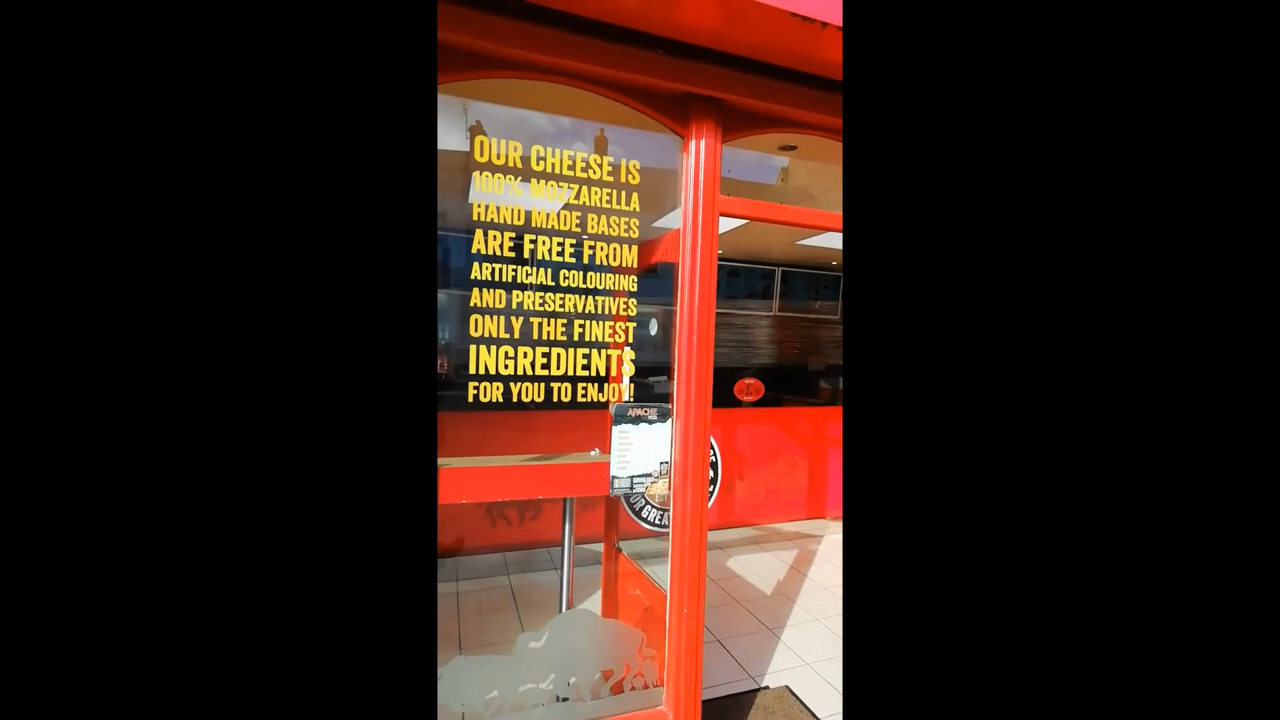 OUR CHEESE IS
100% MOZZARELLA
HAND MADE BASES
ARE FREE FROM
ARTIFICIAL COLOURING
AND PRESERVATIVES
ONLY THE FINEST
INGREDIENTS
FOR YOU TO ENJOY!
APACHE
PIZZA